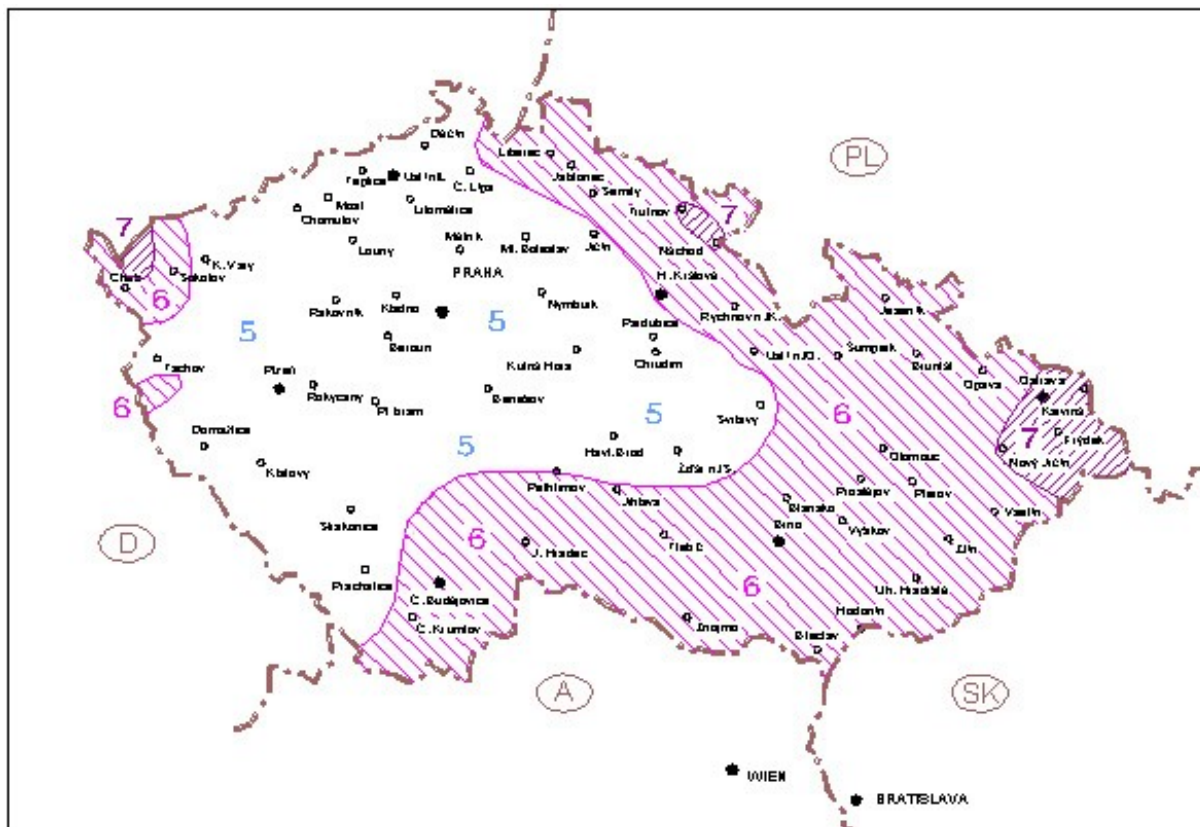 Děčín
PL
Liberec
Teplice
Ústí n.L.
Jablonec
Č. Lípa
Semily
Most
Litoměřice
Chomutov
Trutnov
7
7
Louny
Mělník
Ml. Boleslav
Jičín
Náchod
K. Vary
Sokolov
Cheb
PRAHA
H. Králové
6
Rakovník
Kladno
Nymburk
Rychnov n.K.
Jeseník
5
5
Pardubice
Beroun
Chrudim
Ústí n.O.
Šumperk
Bruntál
Tachov
Kutná Hora
Opava
Ostrava
Plzeň
Rokycany
Příbram
Benešov
Karviná
6
5
6
Svitavy
7
Frýdek
Domažlice
5
Havl. Brod
Žďár n.S.
Olomouc
Nový Jičín
Klatovy
Pelhřimov
Jihlava
Prostějov
Přerov
Blansko
Strakonice
Brno
Vyškov
Vsetín
D
6
J. Hradec
Třebíč
Zlín
Prachatice
6
Uh. Hradiště
Č. Budějovice
Hodonín
Č. Krumlov
Znojmo
Břeclav
A
SK
WIEN
BRATISLAVA